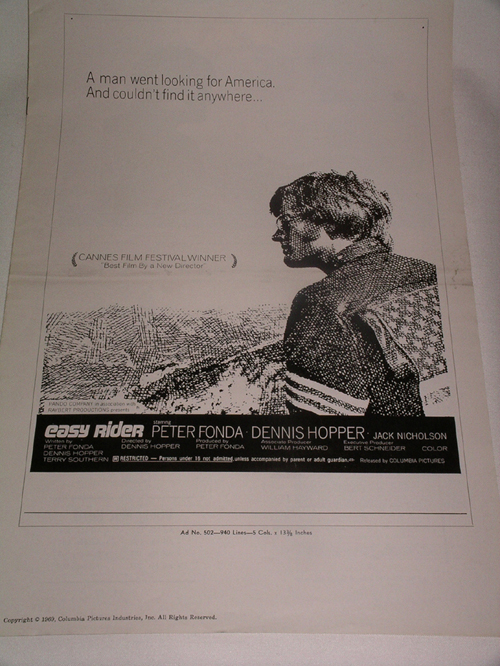 A man went looking for America.
And couldn't find it anywhere...
CANNES FILM FESTIVAL WINNER
"Best Film By a New Director"
PANDO COMPANY in association with
RAYBERT PRODUCTIONS presents
easy Rider starring PETER FONDA · DENNIS HOPPER · JACK NICHOLSON
Written by PETER FONDA DENNIS HOPPER TERRY SOUTHERN
Directed by DENNIS HOPPER
Produced by PETER FONDA
Associate Producer WILLIAM HAYWARD
Executive Producer BERT SCHNEIDER
COLOR
R RESTRICTED — Persons under 16 not admitted, unless accompanied by parent or adult guardian.
Released by COLUMBIA PICTURES
Ad No. 502—940 Lines—5 Cols. x 13⅜ Inches
Copyright © 1969, Columbia Pictures Industries, Inc. All Rights Reserved.